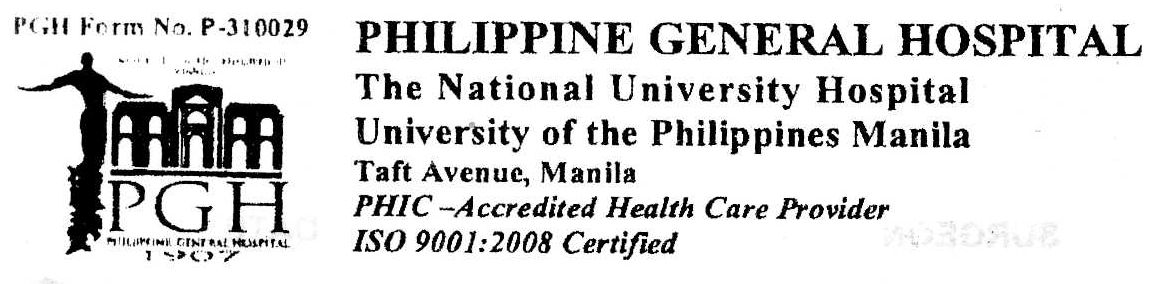 PGH Form No. P-310029
PGH
PHILIPPINE GENERAL HOSPITAL
1907
PHILIPPINE GENERAL HOSPITAL
The National University Hospital
University of the Philippines Manila
Taft Avenue, Manila
PHIC –Accredited Health Care Provider
ISO 9001:2008 Certified
SURGEON